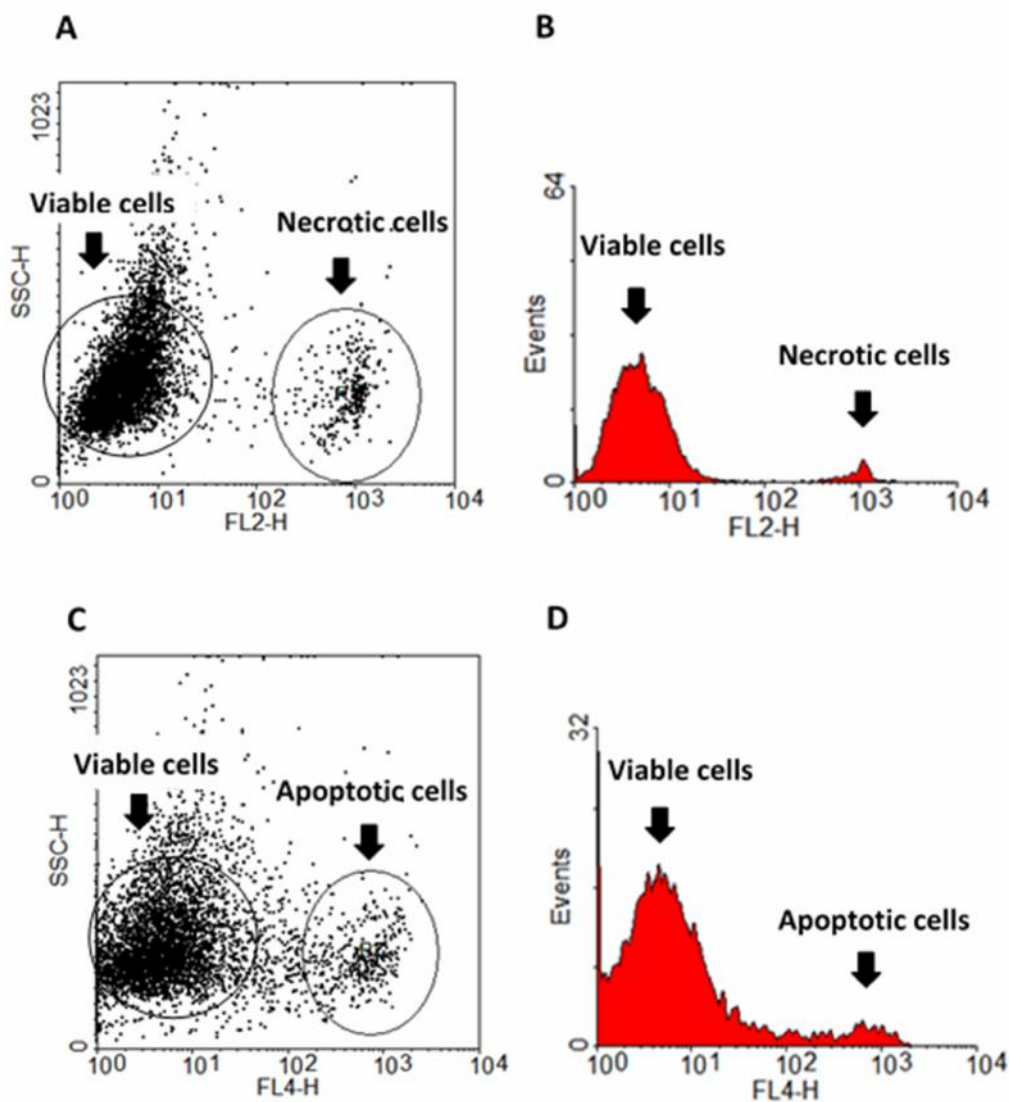 A
1023
SSC-H
0
Viable cells
Necrotic cells
10⁰ 10¹ 10² 10³ 10⁴
FL2-H
B
64
Events
0
Viable cells
Necrotic cells
10⁰ 10¹ 10² 10³ 10⁴
FL2-H
C
1023
SSC-H
0
Viable cells
Apoptotic cells
10⁰ 10¹ 10² 10³ 10⁴
FL4-H
D
32
Events
0
Viable cells
Apoptotic cells
10⁰ 10¹ 10² 10³ 10⁴
FL4-H